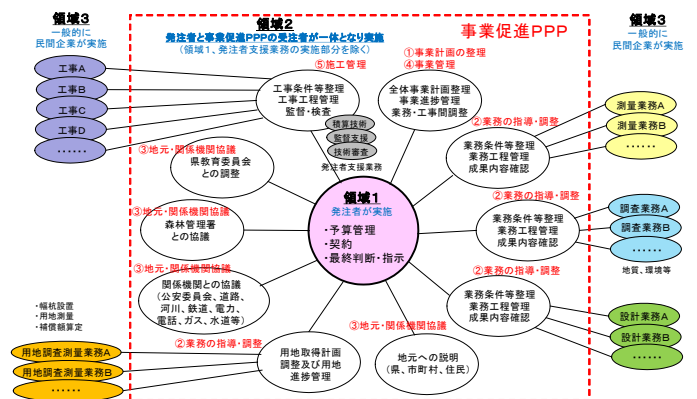 領域3
一般的に
民間企業が実施
領域2
発注者と事業促進PPPの受注者が一体となり実施
(領域1、発注者支援業務の実施部分を除く)
事業促進PPP
領域3
一般的に
民間企業が実施
工事A
工事B
工事C
工事D
……
⑤施工管理
工事条件等整理
工事工程管理
監督・検査
①事業計画の整理
④事業管理
全体事業計画整理
事業進捗管理
業務・工事間調整
積算技術
監督支援
技術審査
発注者支援業務
②業務の指導・調整
業務条件等整理
業務工程管理
成果内容確認
測量業務A
測量業務B
……
③地元・関係機関協議
県教育委員会
との調整
③地元・関係機関協議
森林管理署
との協議
領域1
発注者が実施
・予算管理
・契約
・最終判断・指示
②業務の指導・調整
業務条件等整理
業務工程管理
成果内容確認
調査業務A
調査業務B
……
地質、環境等
③地元・関係機関協議
関係機関との協議
(公安委員会、道路、
河川、鉄道、電力、
電話、ガス、水道等)
②業務の指導・調整
業務条件等整理
業務工程管理
成果内容確認
設計業務A
設計業務B
……
・幅杭設置
・用地測量
・補償額算定
用地調査測量業務A
用地調査測量業務B
……
②業務の指導・調整
用地取得計画
調整及び用地
進捗管理
③地元・関係機関協議
地元への説明
(県、市町村、住民)